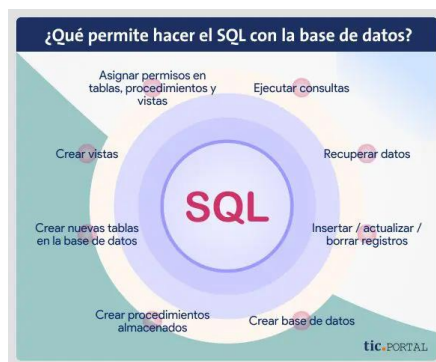 ¿Qué permite hacer el SQL con la base de datos?
Asignar permisos en
tablas, procedimientos y
vistas
Ejecutar consultas
Crear vistas
Recuperar datos
SQL
Crear nuevas tablas
en la base de datos
Insertar / actualizar /
borrar registros
Crear procedimientos
almacenados
Crear base de datos
tic.PORTAL